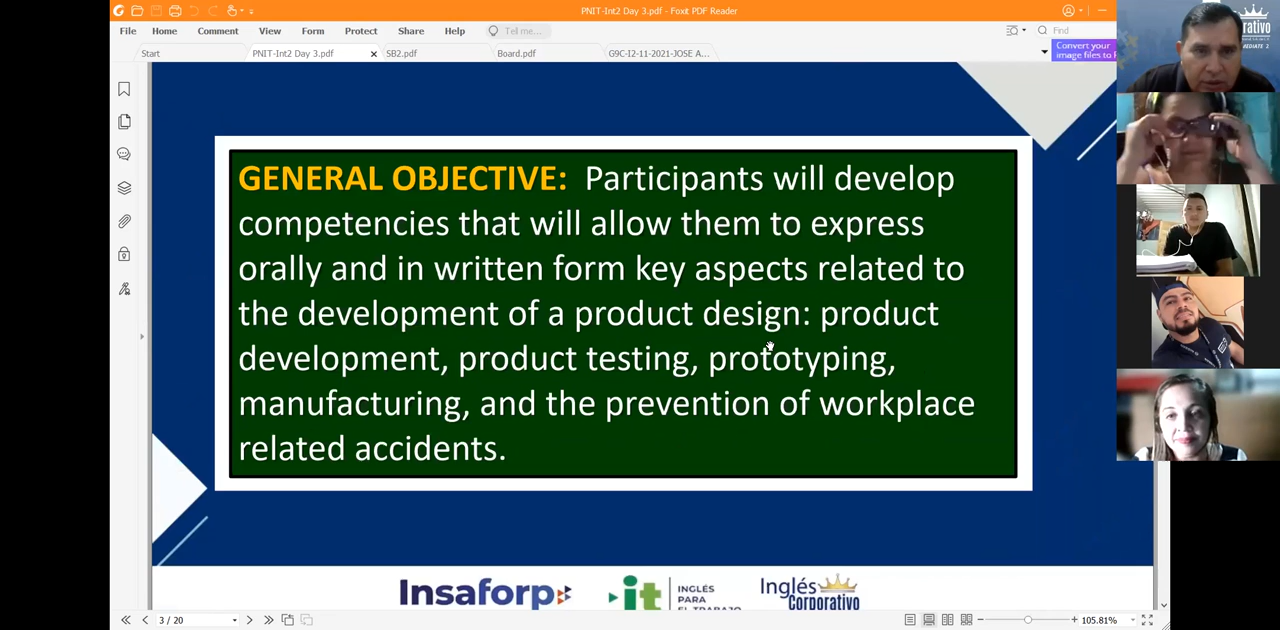 PNIT-Int2 Day 3.pdf - Foxit PDF Reader
File Home Comment View Form Protect Share Help Tell me... Find
Start PNIT-Int2 Day 3.pdf SB2.pdf Board.pdf G9C-I2-11-2021-JOSE A...
Convert your
image files to
GENERAL OBJECTIVE: Participants will develop
competencies that will allow them to express
orally and in written form key aspects related to
the development of a product design: product
development, product testing, prototyping,
manufacturing, and the prevention of workplace
related accidents.
Insaforp
it
INGLÉS
PARA
EL TRABAJO
Inglés
Corporativo
3 / 20
105.81%